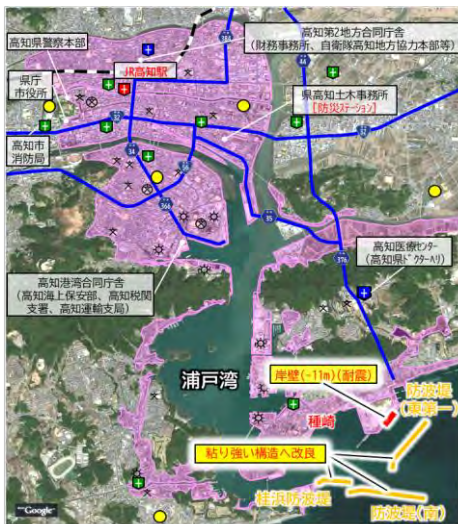 高知県警察本部
高知第2地方合同庁舎
(財務事務所、自衛隊高知地方協力本部等)
県庁
市役所
JR高知駅
県高知土木事務所
[防災ステーション]
高知市
消防局
384
44
34
56
35
366
376
高知医療センター
(高知県ドクターヘリ)
高知港湾合同庁舎
(高知海上保安部、高知税関
支署、高知運輸支局)
浦戸湾
岸壁(-11m)(耐震)
防波堤
(東第一)
種崎
粘り強い構造へ改良
桂浜防波堤
防波堤(南)
Google